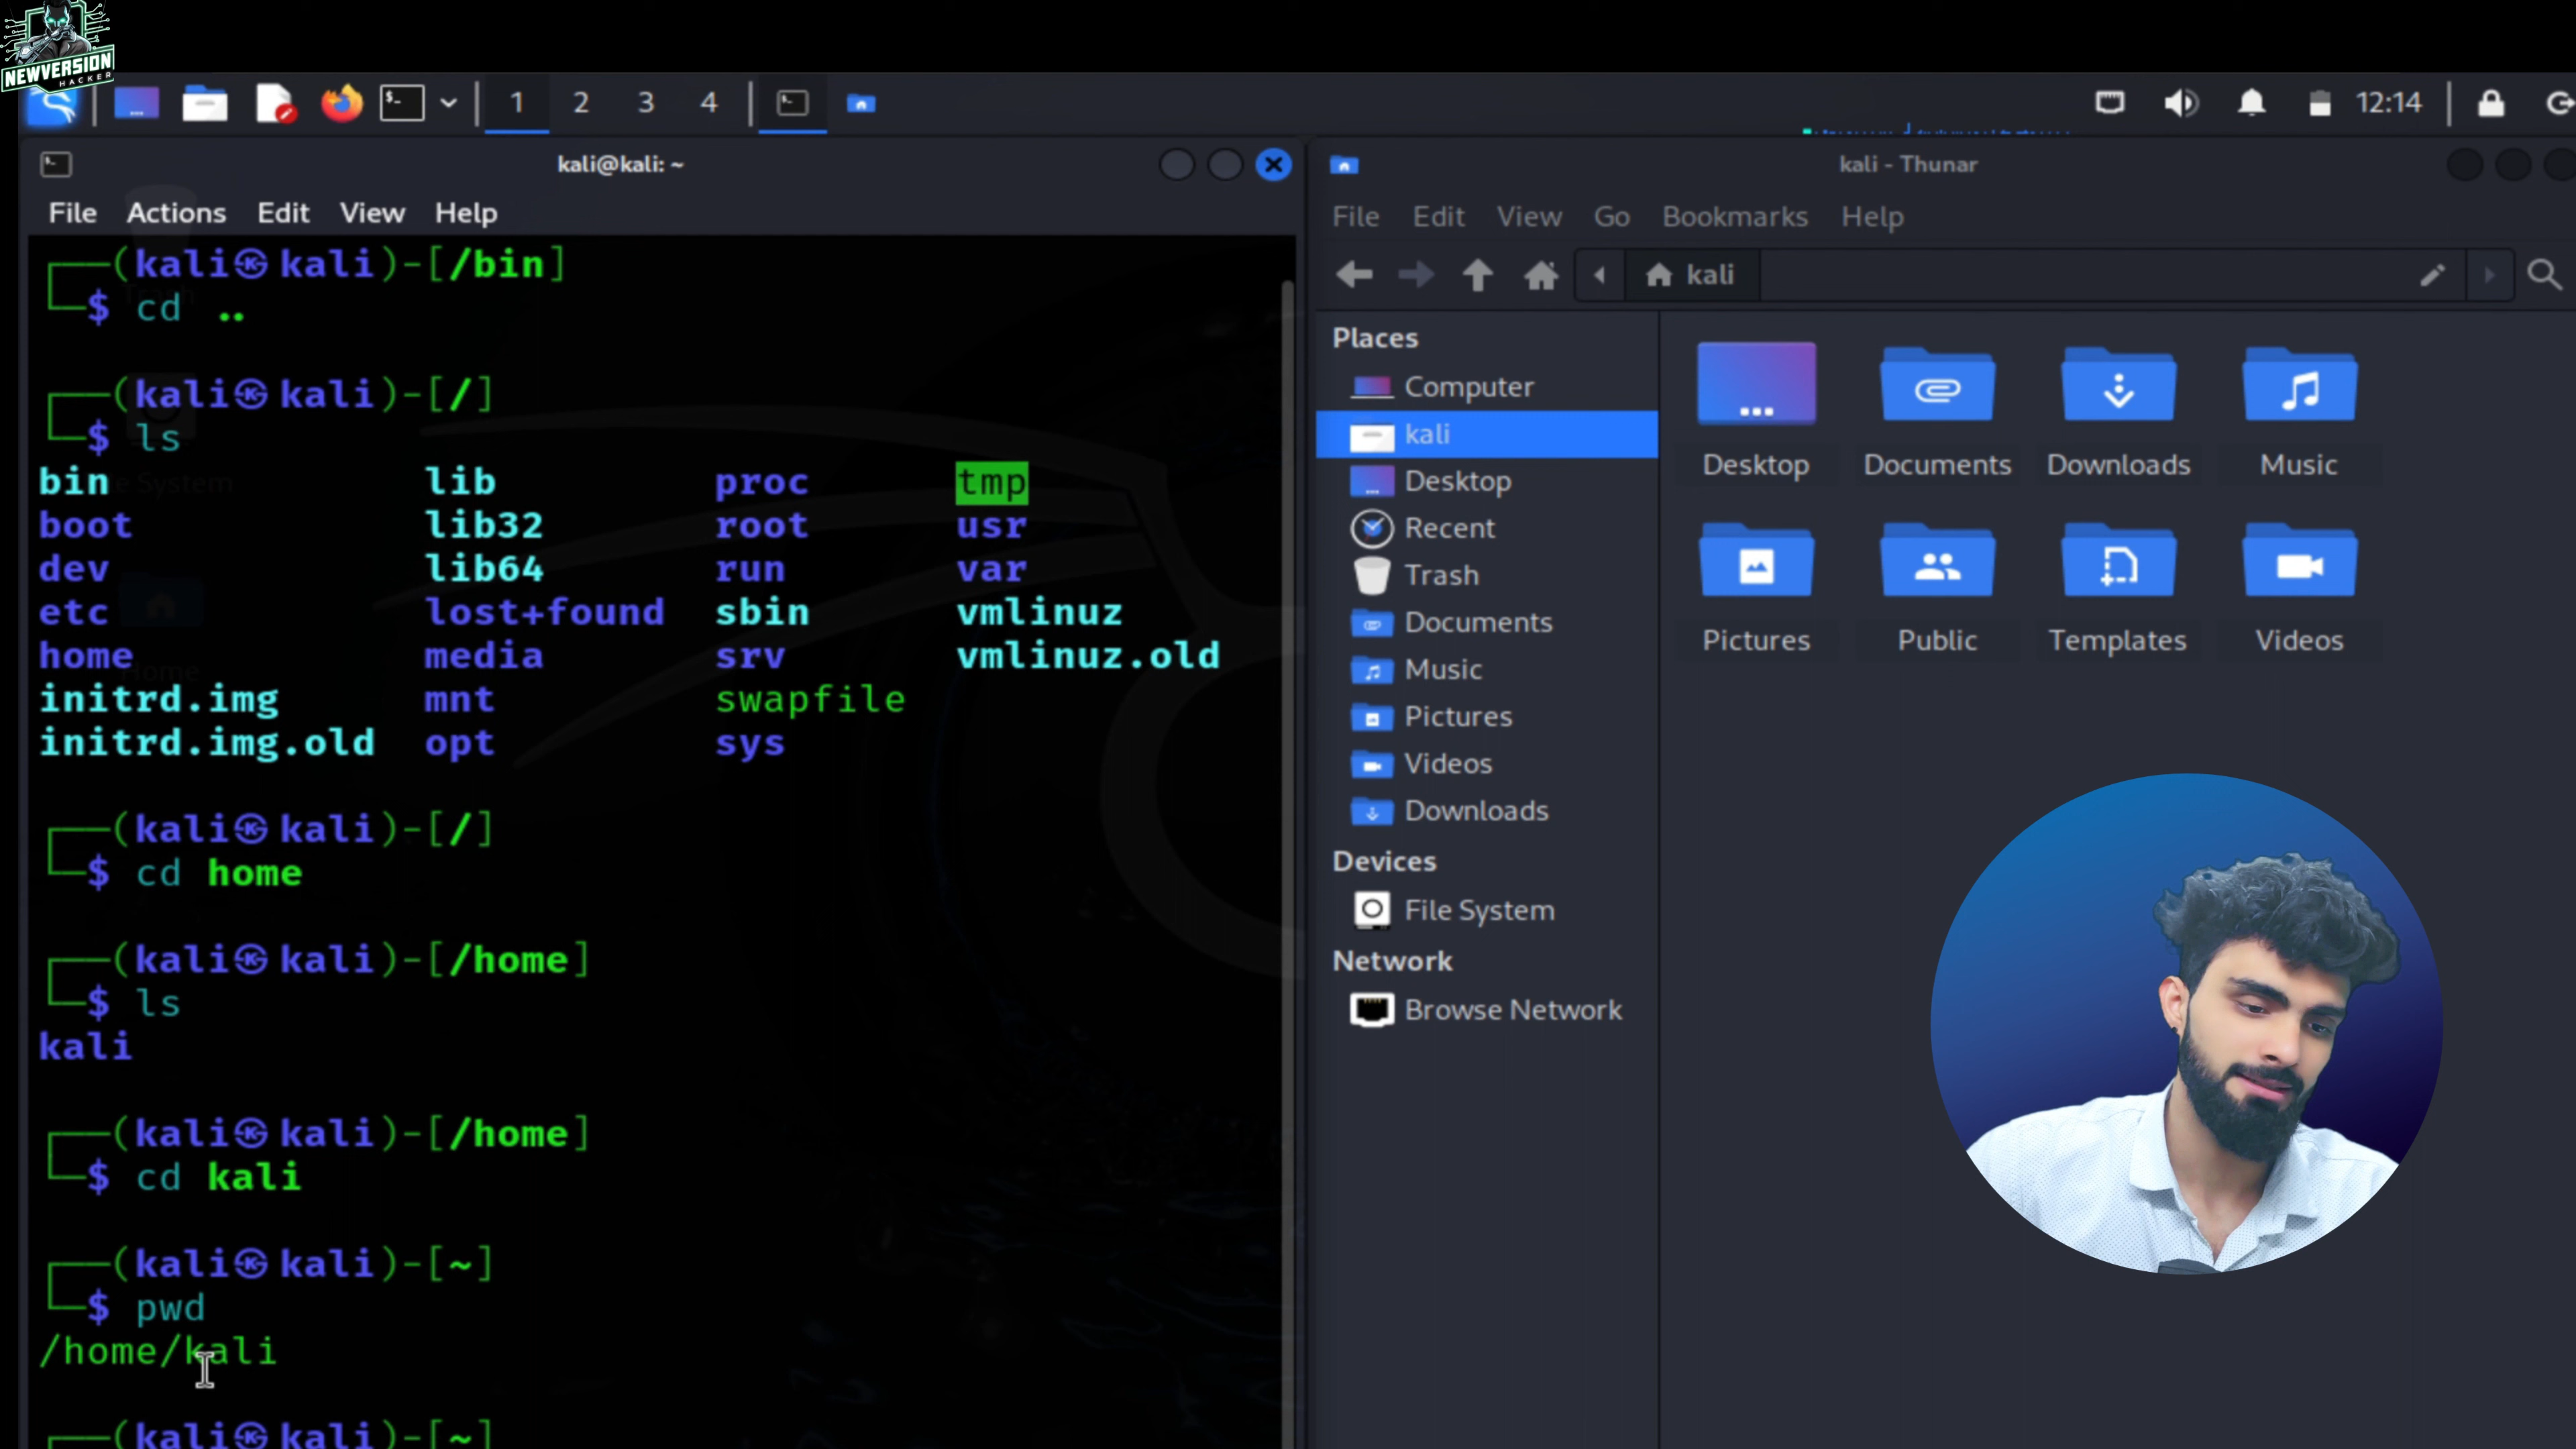 NEWVERSION
HACKER
1 2 3 4
12:14
kali@kali: ~
File Actions Edit View Help
(kali㉿kali)-[/bin]
$ cd ..
(kali㉿kali)-[/]
$ ls
bin lib proc tmp
boot lib32 root usr
dev lib64 run var
etc lost+found sbin vmlinuz
home media srv vmlinuz.old
initrd.img mnt swapfile
initrd.img.old opt sys
(kali㉿kali)-[/]
$ cd home
(kali㉿kali)-[/home]
$ ls
kali
(kali㉿kali)-[/home]
$ cd kali
(kali㉿kali)-[~]
$ pwd
/home/kali
(kali㉿kali)-[~]
Trash
File System
Home
kali - Thunar
File Edit View Go Bookmarks Help
kali
Places
Computer
kali
Desktop
Recent
Trash
Documents
Music
Pictures
Videos
Downloads
Devices
File System
Network
Browse Network
Desktop Documents Downloads Music
Pictures Public Templates Videos